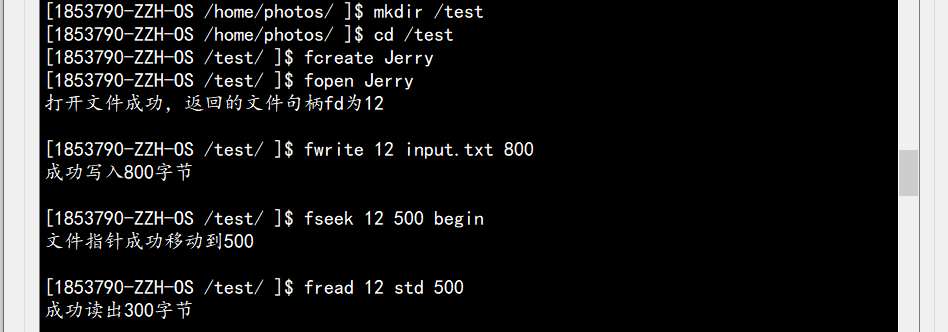 [1853790-ZZH-OS /home/photos/ ]$ mkdir /test
[1853790-ZZH-OS /home/photos/ ]$ cd /test
[1853790-ZZH-OS /test/ ]$ fcreate Jerry
[1853790-ZZH-OS /test/ ]$ fopen Jerry
打开文件成功，返回的文件句柄fd为12
[1853790-ZZH-OS /test/ ]$ fwrite 12 input.txt 800
成功写入800字节
[1853790-ZZH-OS /test/ ]$ fseek 12 500 begin
文件指针成功移动到500
[1853790-ZZH-OS /test/ ]$ fread 12 std 500
成功读出300字节